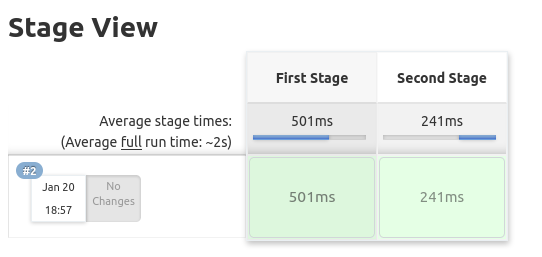 Stage View
First Stage
Second Stage
Average stage times:
501ms
241ms
(Average full run time: ~2s)
#2
Jan 20
18:57
No
Changes
501ms
241ms